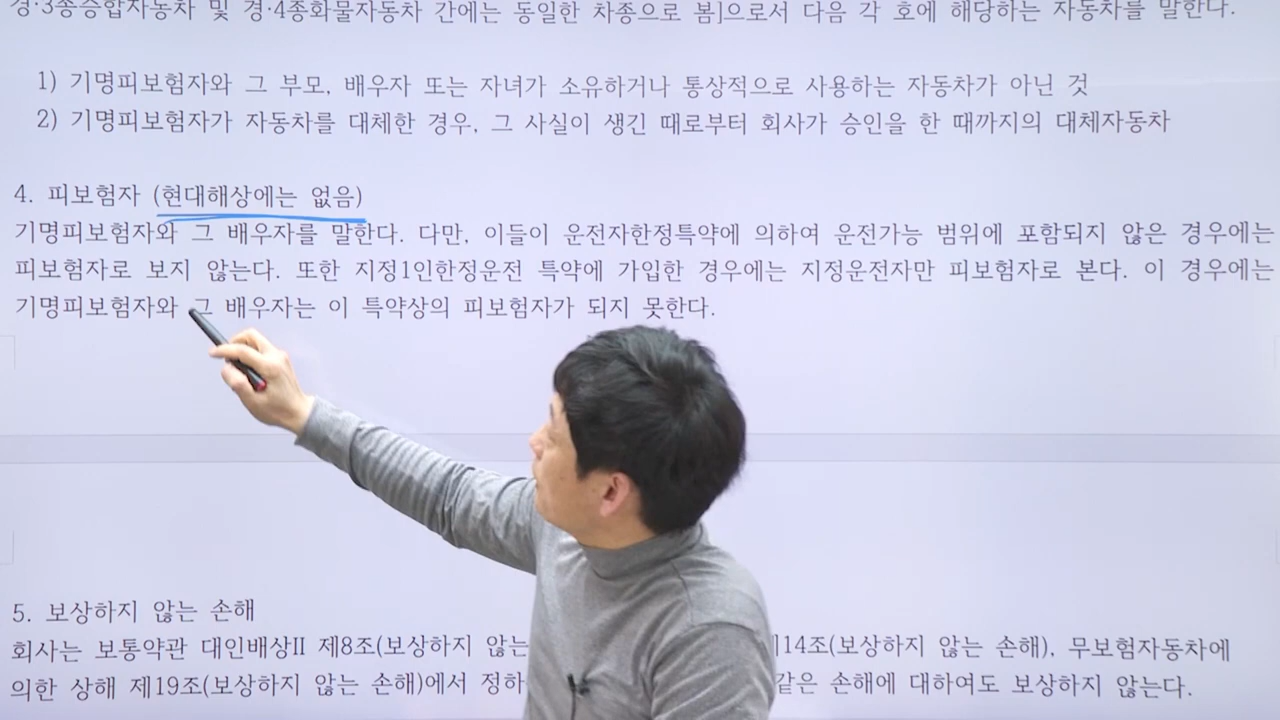 경·3종승합자동차 및 경·4종화물자동차 간에는 동일한 차종으로 봄]으로서 다음 각 호에 해당하는 자동차를 말한다.
1) 기명피보험자와 그 부모, 배우자 또는 자녀가 소유하거나 통상적으로 사용하는 자동차가 아닌 것
2) 기명피보험자가 자동차를 대체한 경우, 그 사실이 생긴 때로부터 회사가 승인을 한 때까지의 대체자동차
4. 피보험자 (현대해상에는 없음)
기명피보험자와 그 배우자를 말한다. 다만, 이들이 운전자한정특약에 의하여 운전가능 범위에 포함되지 않은 경우에는
피보험자로 보지 않는다. 또한 지정1인한정운전 특약에 가입한 경우에는 지정운전자만 피보험자로 본다. 이 경우에는
기명피보험자와 그 배우자는 이 특약상의 피보험자가 되지 못한다.
5. 보상하지 않는 손해
회사는 보통약관 대인배상II 제8조(보상하지 않는 14조(보상하지 않는 손해), 무보험자동차에
의한 상해 제19조(보상하지 않는 손해)에서 정하 같은 손해에 대하여도 보상하지 않는다.